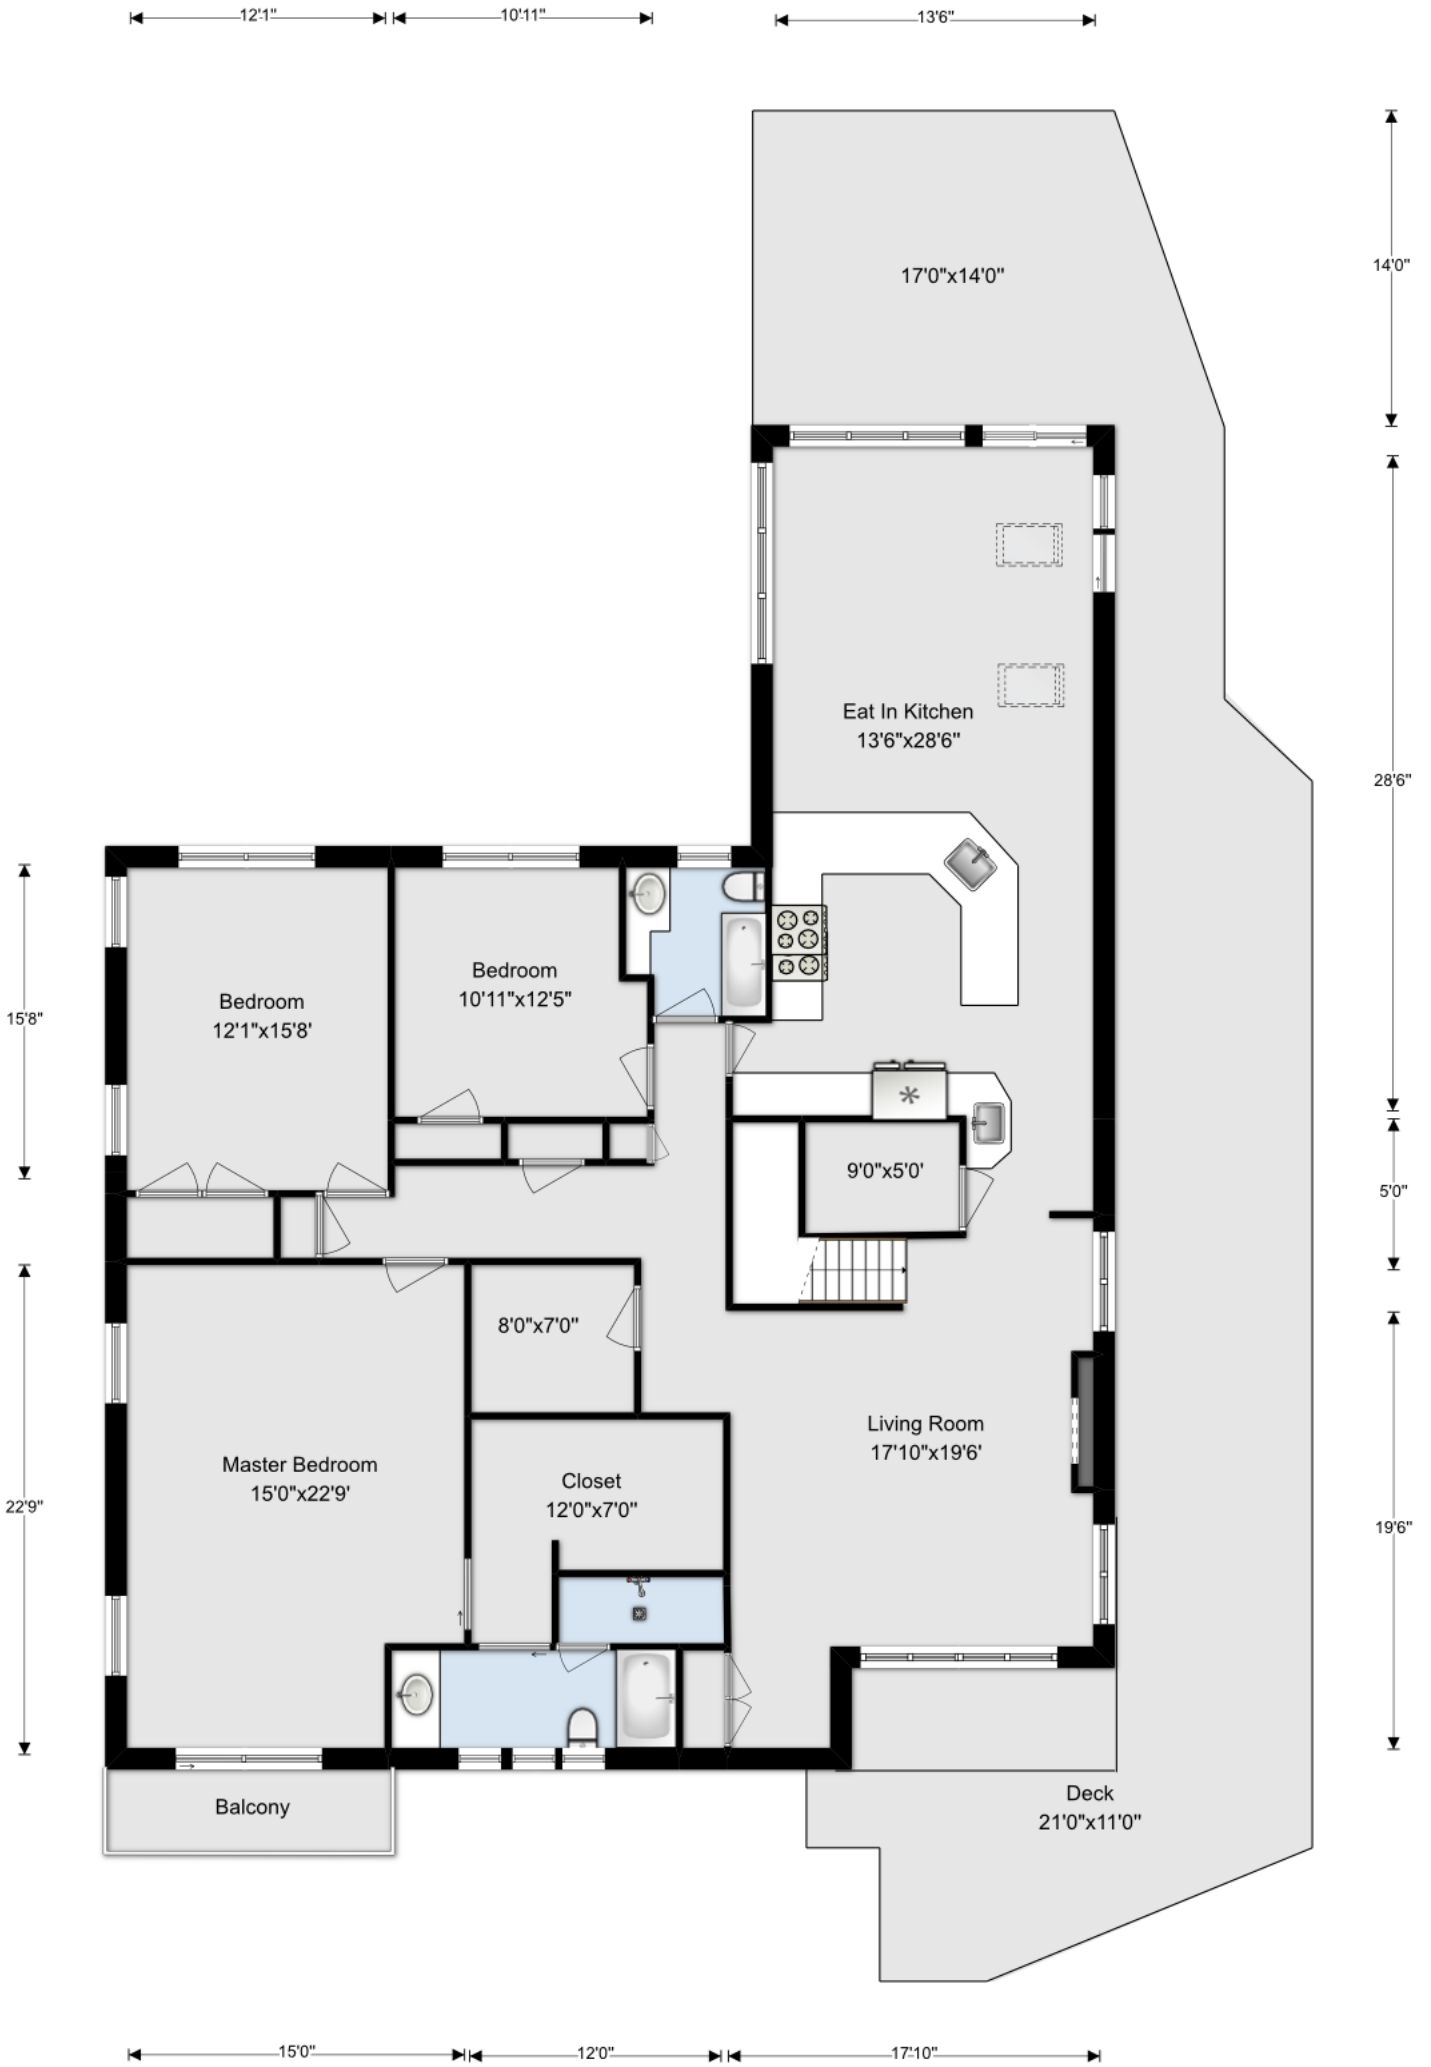 12'1"
10'11"
13'6"
14'0"
17'0"x14'0"
28'6"
Eat In Kitchen
13'6"x28'6"
15'8"
Bedroom
12'1"x15'8'
Bedroom
10'11"x12'5"
9'0"x5'0'
5'0"
8'0"x7'0"
22'9"
Master Bedroom
15'0"x22'9'
Closet
12'0"x7'0"
Living Room
17'10"x19'6'
19'6"
Balcony
Deck
21'0"x11'0"
15'0"
12'0"
17'10"